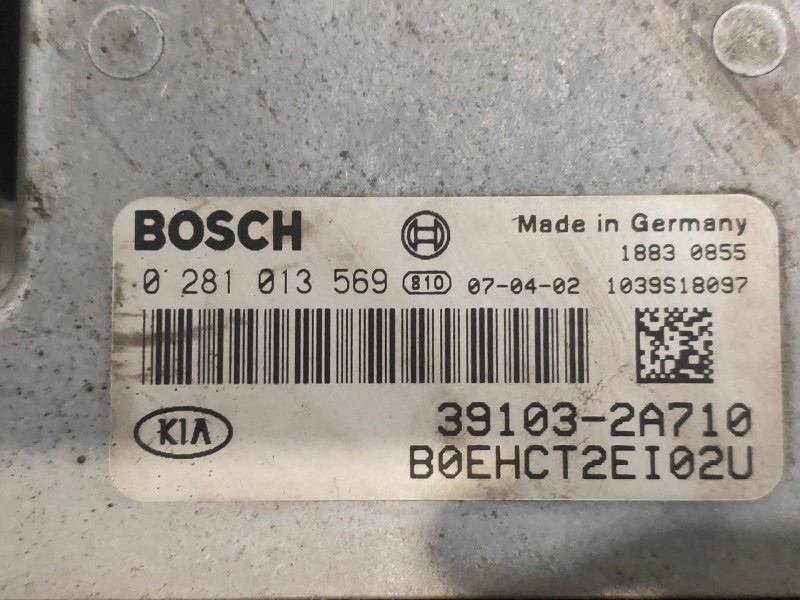 BOSCH Made in Germany
1883 0855
0 281 013 569 810 07-04-02 1039S18097
KIA 39103-2A710
B0EHCT2EI02U